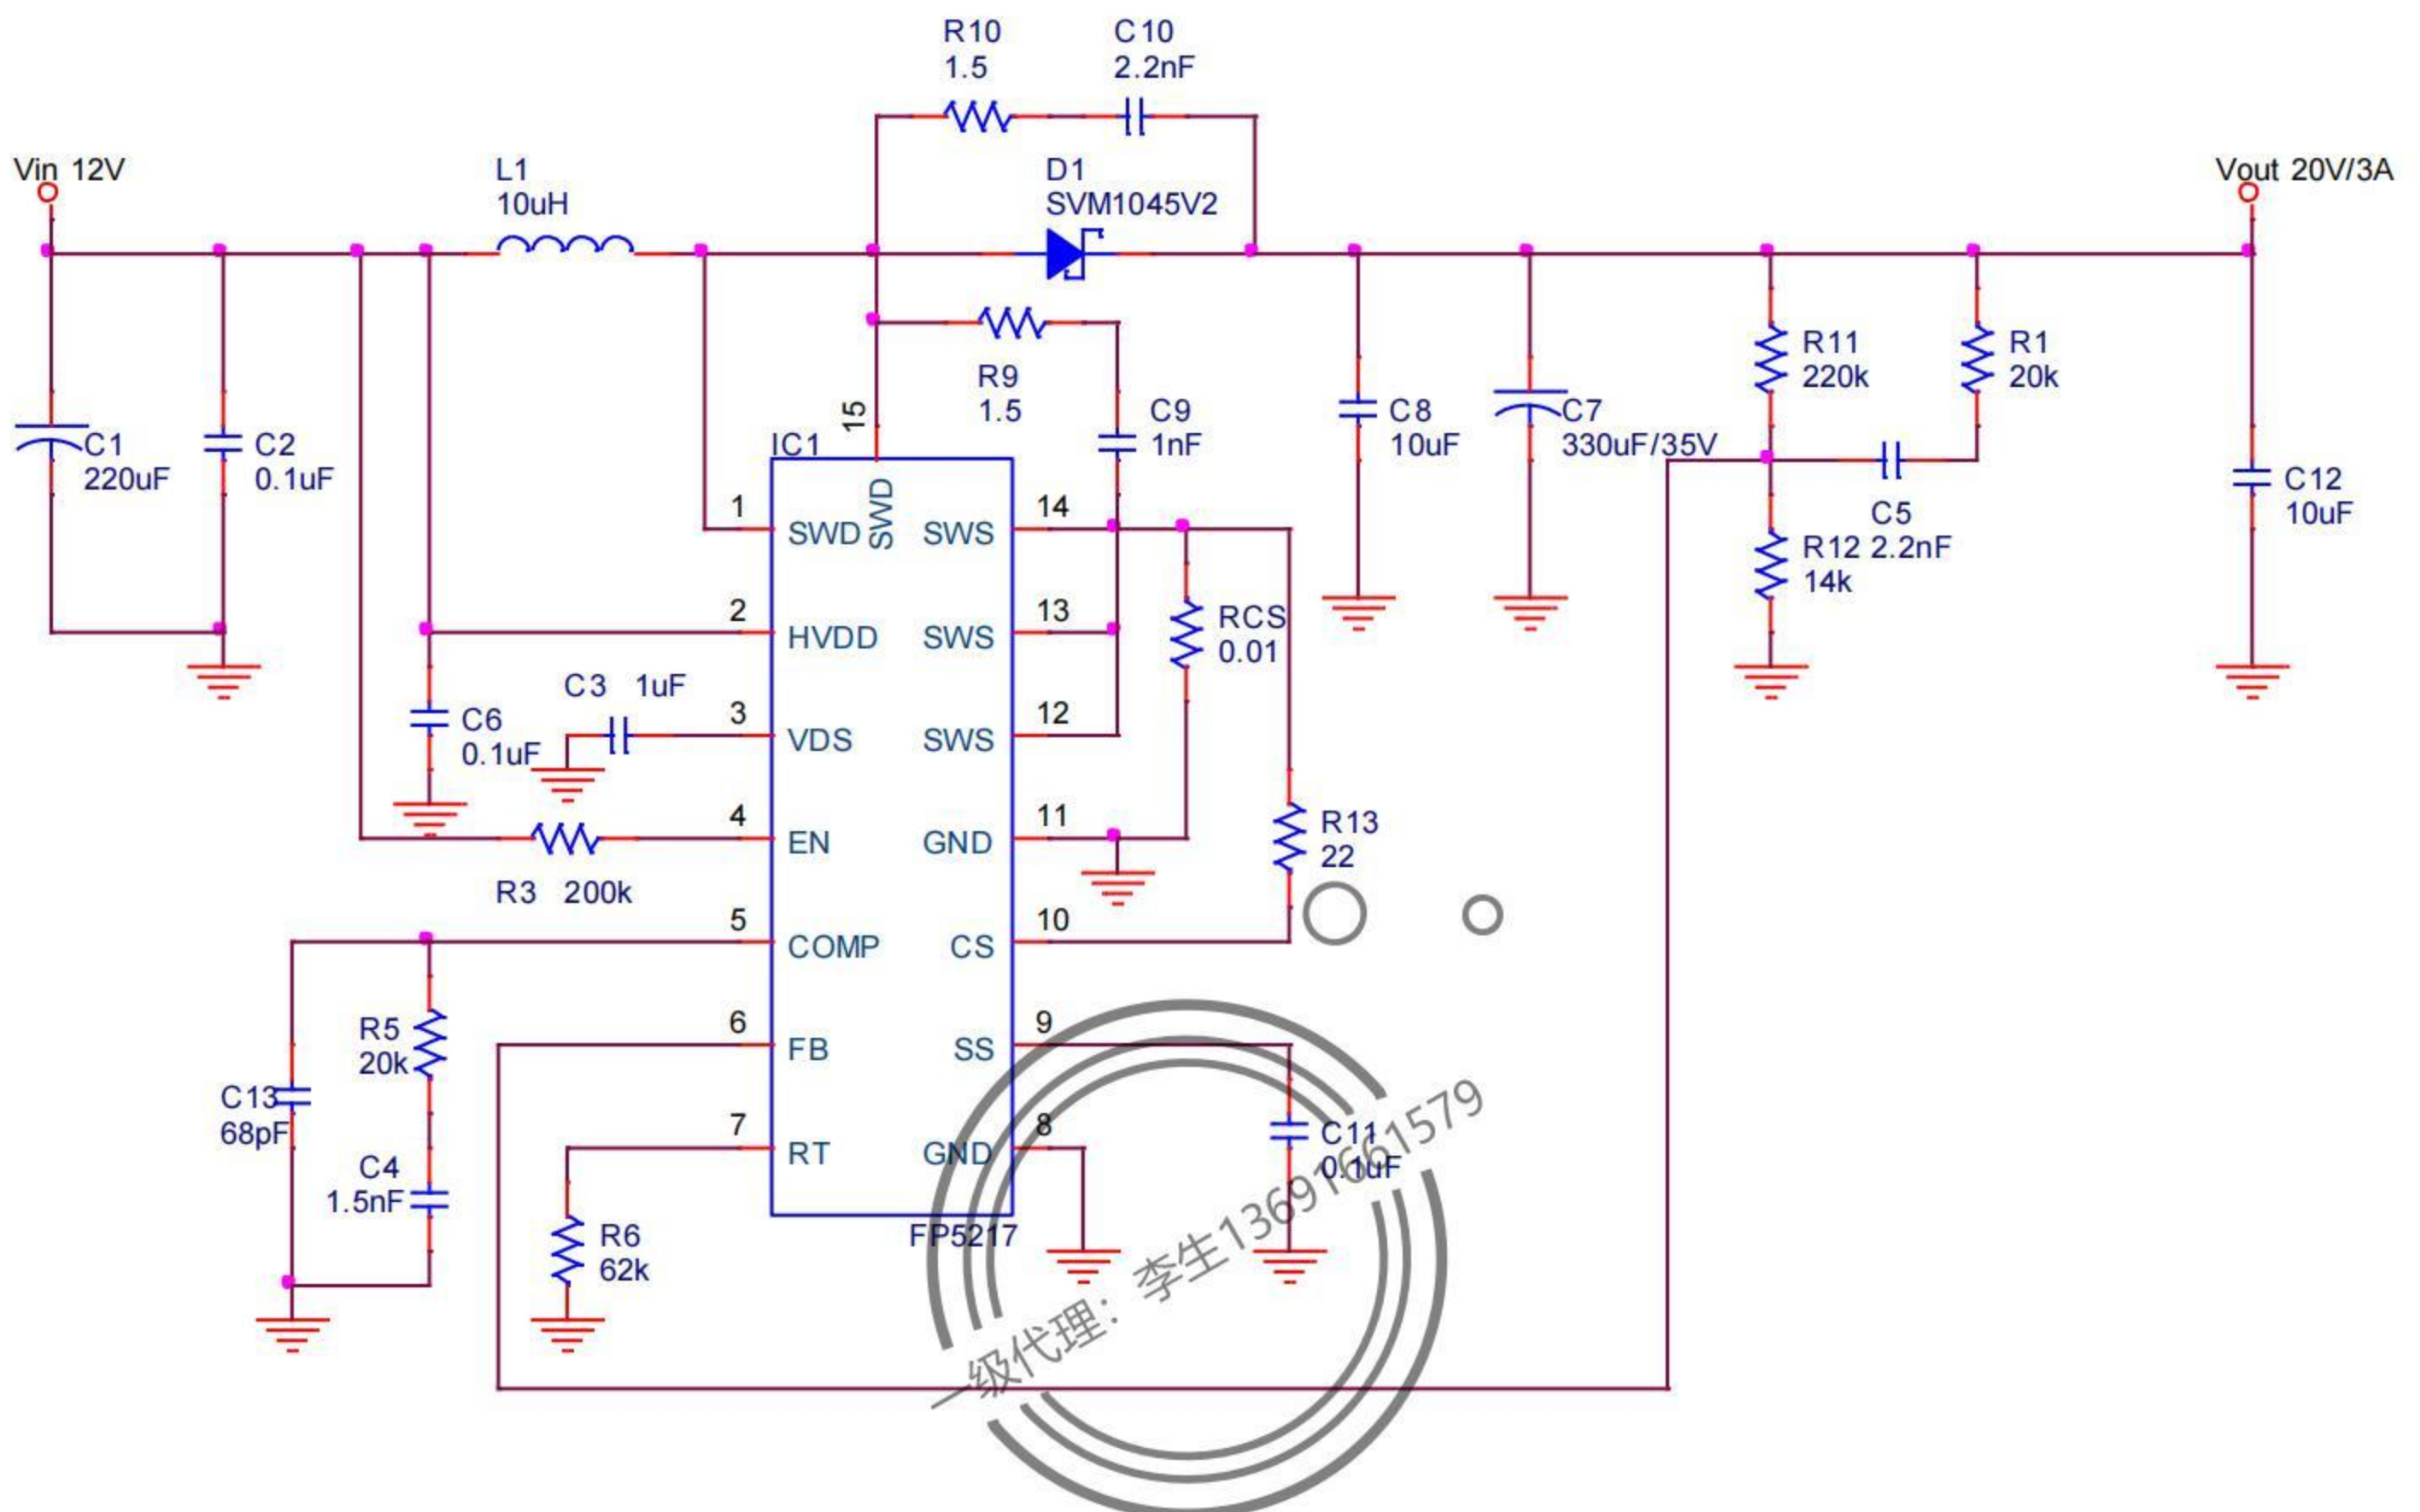 R10
1.5
C10
2.2nF
Vin 12V
L1
10uH
D1
SVM1045V2
Vout 20V/3A
R9
1.5
R11
220k
R1
20k
C1
220uF
C2
0.1uF
15
IC1
C9
1nF
C8
10uF
C7
330uF/35V
C12
10uF
C5
2.2nF
R12
14k
1
SWD
SWD
SWS
14
2
HVDD
SWS
13
RCS
0.01
C3 1uF
C6
0.1uF
3
VDS
SWS
12
4
EN
GND
11
R13
22
R3 200k
5
COMP
CS
10
R5
20k
6
FB
SS
9
C13
68pF
7
RT
GND
8
C11
0.1uF
C4
1.5nF
FP5217
R6
62k
一级代理：李生13691661579